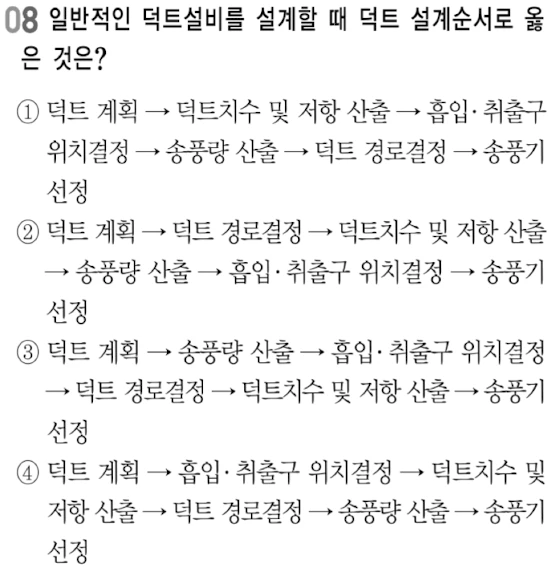 08 일반적인 덕트설비를 설계할 때 덕트 설계순서로 옳
은 것은?
① 덕트 계획 → 덕트치수 및 저항 산출 → 흡입·취출구
위치결정 → 송풍량 산출 → 덕트 경로결정 → 송풍기
선정
② 덕트 계획 → 덕트 경로결정 → 덕트치수 및 저항 산출
→ 송풍량 산출 → 흡입·취출구 위치결정 → 송풍기
선정
③ 덕트 계획 → 송풍량 산출 → 흡입·취출구 위치결정
→ 덕트 경로결정 → 덕트치수 및 저항 산출 → 송풍기
선정
④ 덕트 계획 → 흡입·취출구 위치결정 → 덕트치수 및
저항 산출 → 덕트 경로결정 → 송풍량 산출 → 송풍기
선정